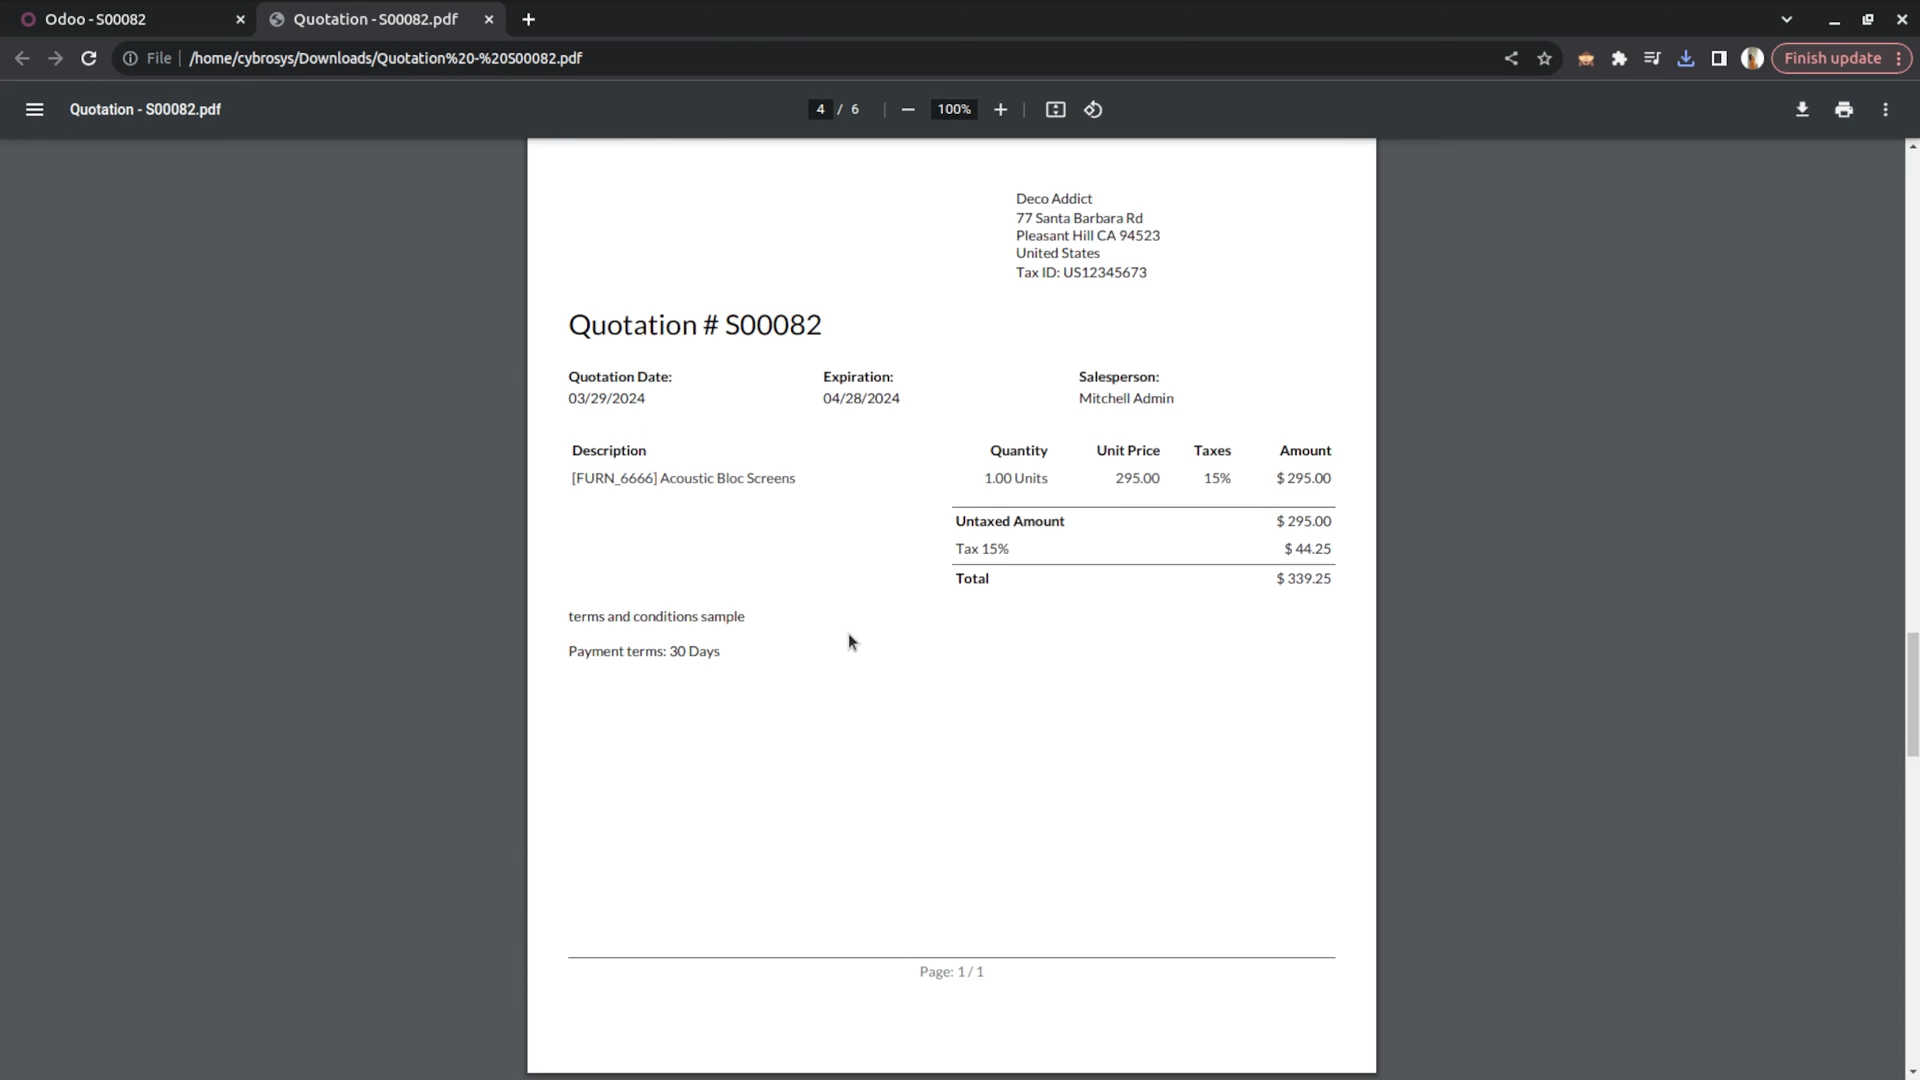 Odoo - S00082
Quotation - S00082.pdf
File
/home/cybrosys/Downloads/Quotation%20-%20S00082.pdf
Finish update
Quotation - S00082.pdf
4 / 6
100%
Deco Addict
77 Santa Barbara Rd
Pleasant Hill CA 94523
United States
Tax ID: US12345673
Quotation # S00082
Quotation Date: Expiration: Salesperson:
03/29/2024 04/28/2024 Mitchell Admin
Description Quantity Unit Price Taxes Amount
[FURN_6666] Acoustic Bloc Screens 1.00 Units 295.00 15% $ 295.00
Untaxed Amount $ 295.00
Tax 15% $ 44.25
Total $ 339.25
terms and conditions sample
Payment terms: 30 Days
Page: 1 / 1